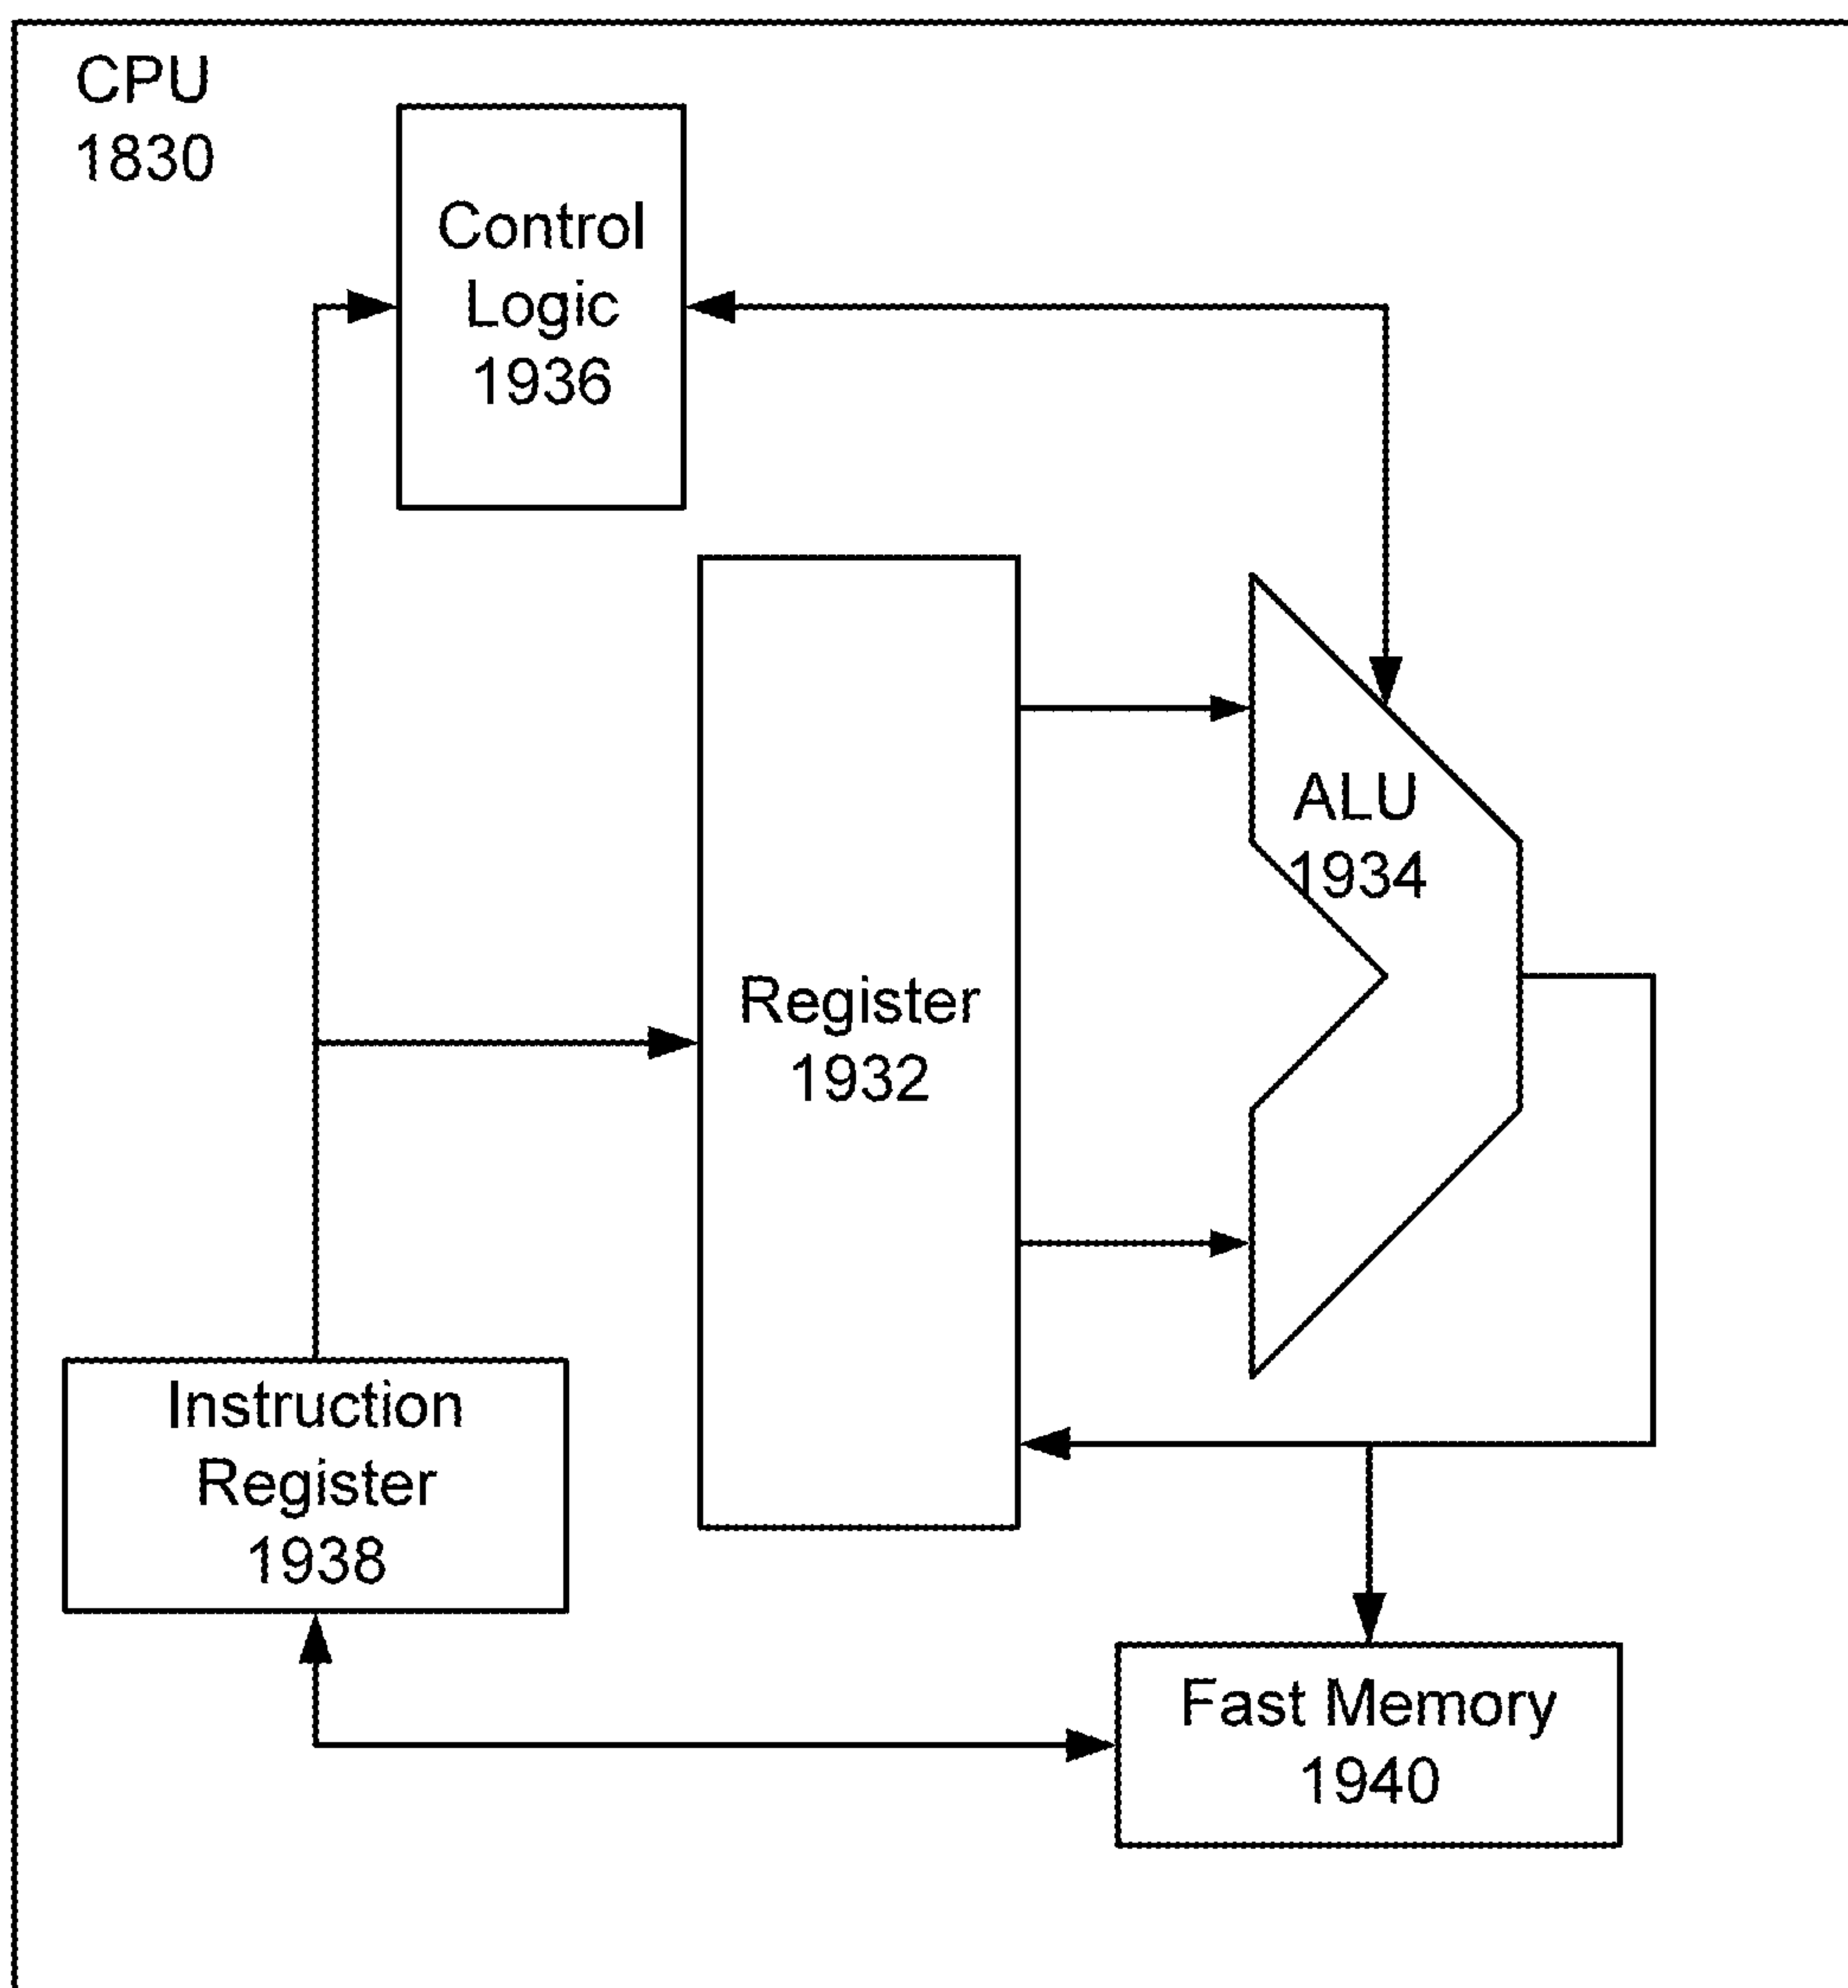 CPU
1830
Control
Logic
1936
ALU
1934
Register
1932
Instruction
Register
1938
Fast Memory
1940